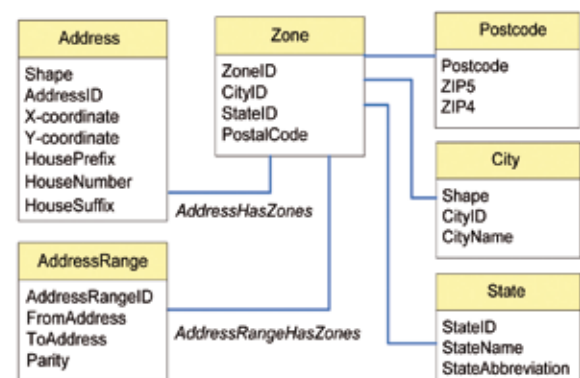 Address
Shape
AddressID
X-coordinate
Y-coordinate
HousePrefix
HouseNumber
HouseSuffix
Zone
ZoneID
CityID
StateID
PostalCode
Postcode
Postcode
ZIP5
ZIP4
City
Shape
CityID
CityName
AddressHasZones
AddressRange
AddressRangeID
FromAddress
ToAddress
Parity
AddressRangeHasZones
State
StateID
StateName
StateAbbreviation